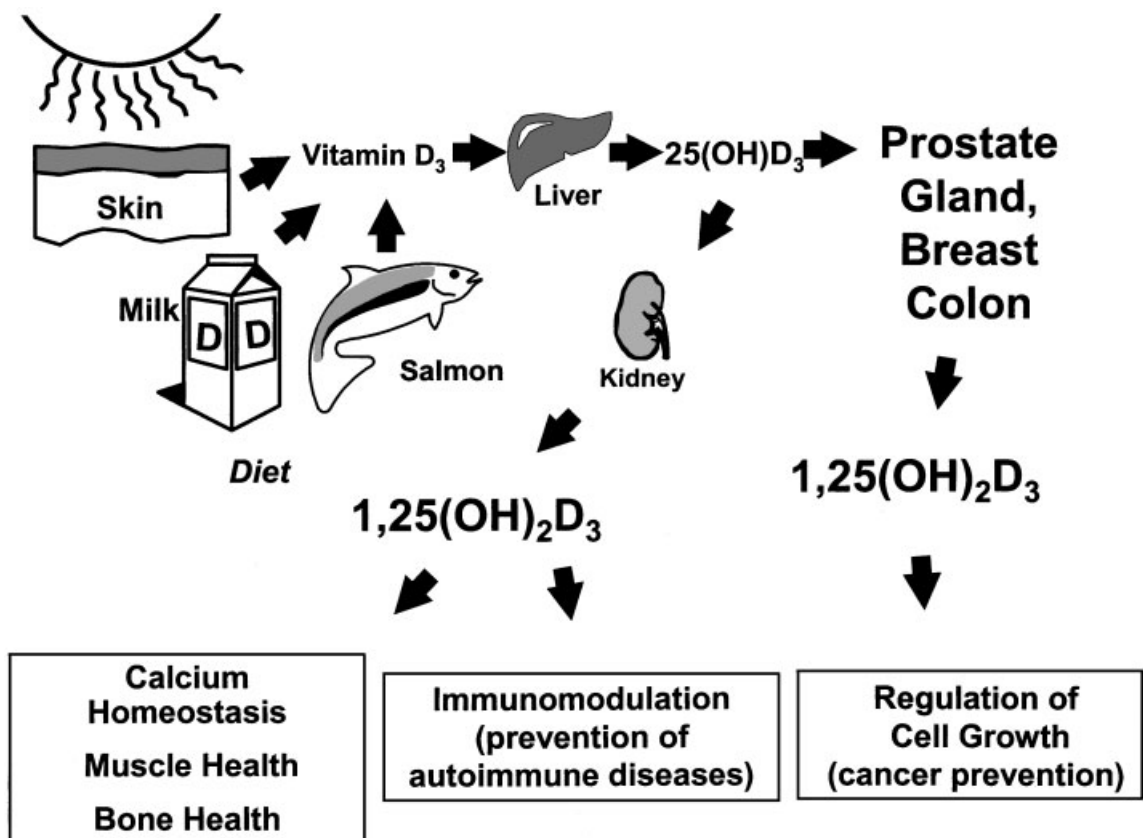 Skin
Vitamin D₃
Liver
25(OH)D₃
Prostate
Gland,
Breast
Colon
Milk
D D
Salmon
Diet
Kidney
1,25(OH)₂D₃
1,25(OH)₂D₃
Calcium
Homeostasis
Muscle Health
Bone Health
Immunomodulation
(prevention of
autoimmune diseases)
Regulation of
Cell Growth
(cancer prevention)